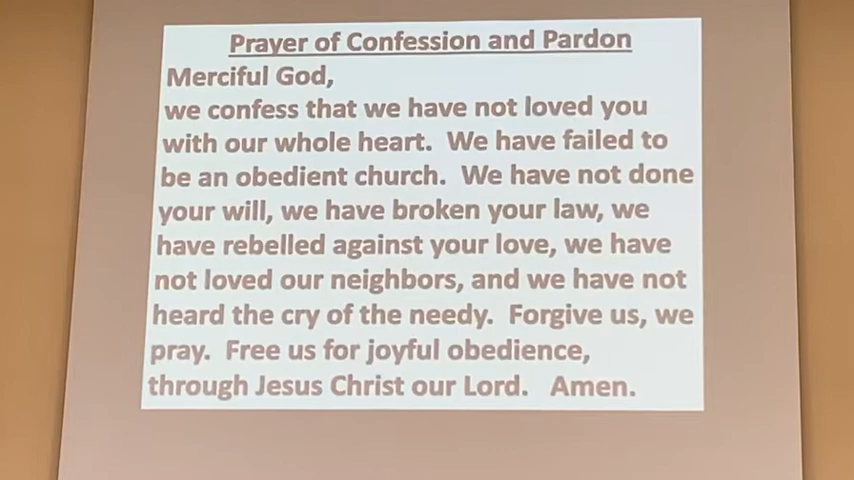 Prayer of Confession and Pardon
Merciful God,
we confess that we have not loved you
with our whole heart.  We have failed to
be an obedient church.  We have not done
your will, we have broken your law, we
have rebelled against your love, we have
not loved our neighbors, and we have not
heard the cry of the needy.  Forgive us, we
pray.  Free us for joyful obedience,
through Jesus Christ our Lord.   Amen.